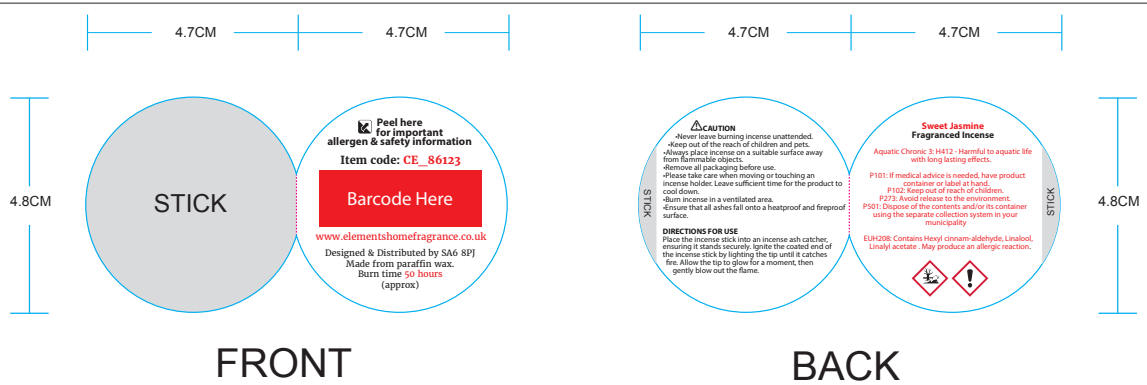 4.7CM
4.7CM
4.7CM
4.7CM
4.8CM
STICK
Peel here
for important
allergen & safety information
Item code: CE_86123
Barcode Here
www.elementshomefragrance.co.uk
Designed & Distributed by SA6 8PJ
Made from paraffin wax.
Burn time 50 hours
(approx)
FRONT
STICK
CAUTION
•Never leave burning incense unattended.
•Keep out of the reach of children and pets.
•Always place incense on a suitable surface away
from flammable objects.
•Remove all packaging before use.
•Please take care when moving or touching an
incense holder. Leave sufficient time for the product to
cool down.
•Burn incense in a ventilated area.
•Ensure that all ashes fall onto a heatproof and fireproof
surface.
DIRECTIONS FOR USE
Place the incense stick into an incense ash catcher,
ensuring it stands securely. Ignite the coated end of
the incense stick by lighting the tip until it catches
fire. Allow the tip to glow for a moment, then
gently blow out the flame.
Sweet Jasmine
Fragranced Incense
Aquatic Chronic 3: H412 - Harmful to aquatic life
with long lasting effects.
P101: If medical advice is needed, have product
container or label at hand.
P102: Keep out of reach of children.
P273: Avoid release to the environment.
P501: Dispose of the contents and/or its container
using the separate collection system in your
municipality
EUH208: Contains Hexyl cinnam-aldehyde, Linalool,
Linalyl acetate . May produce an allergic reaction.
STICK
4.8CM
BACK